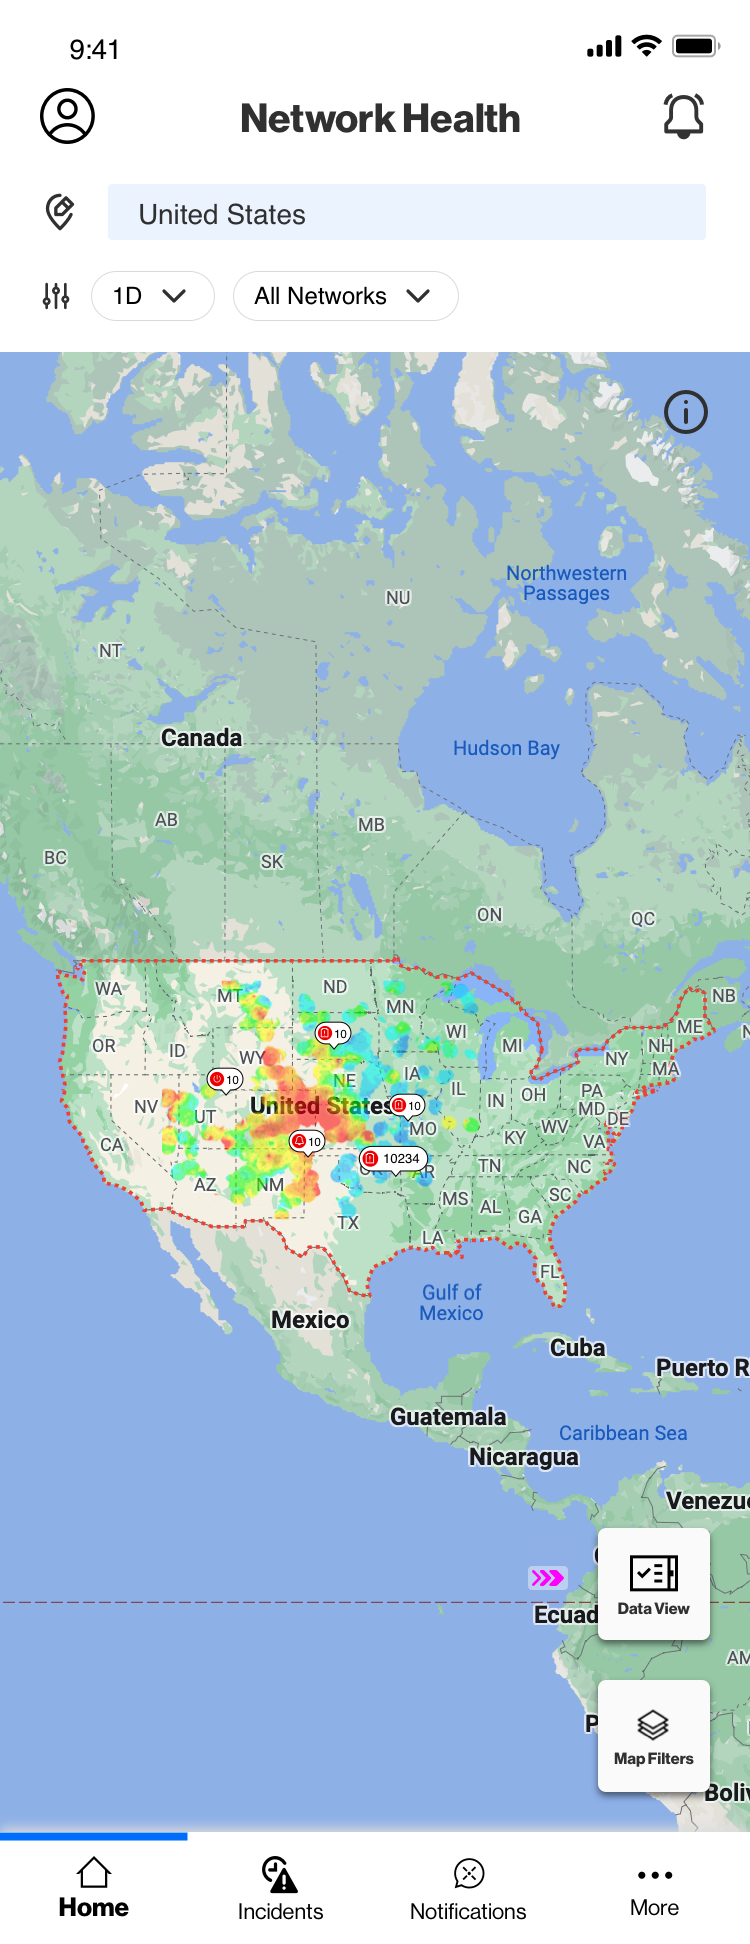 9:41
Network Health
United States
1D
All Networks
Northwestern
Passages
NU
NT
Canada
Hudson Bay
AB
MB
BC
SK
ON
QC
WA
MT
ND
MN
NB
OR
ID
WY
10
WI
MI
ME
NH
NY
MA
10
NE
IA
IL
IN
OH
PA
MD
NV
UT
United States
10
MO
WV
DE
CA
10
KY
VA
10234
AR
TN
NC
AZ
NM
MS
AL
SC
GA
TX
LA
FL
Gulf of
Mexico
Mexico
Cuba
Puerto R
Guatemala
Caribbean Sea
Nicaragua
Venezue
Ecuad
Data View
AM
P
Map Filters
Boliv
Home
Incidents
Notifications
More